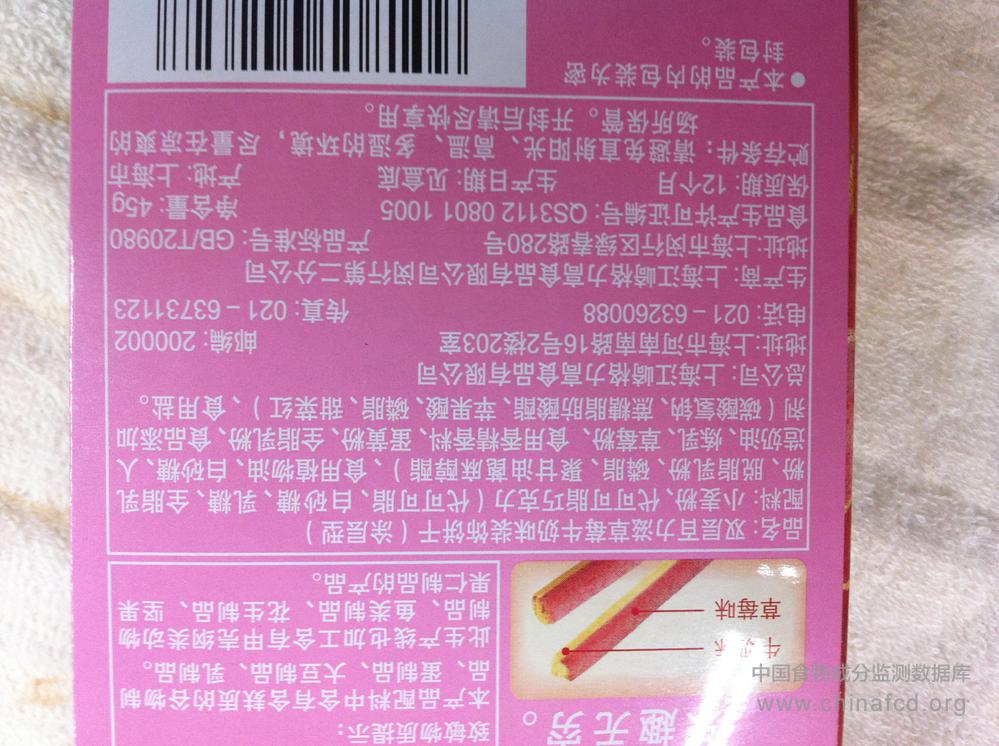 趣无穷。
致敏物质提示:
本产品配料中含有含麸质的谷物制
品、蛋制品、大豆制品、乳制品。
此生产线也加工含有甲壳纲类动物
制品、鱼类制品、花生制品、坚果
果仁制品的产品。
牛奶味
草莓味
品名: 双层百力滋草莓牛奶味装饰饼干(涂层型)
配料: 小麦粉、代可可脂巧克力(代可可脂、白砂糖、乳糖、全脂乳
粉、脱脂乳粉、磷脂、聚甘油蓖麻醇酯)、食用植物油、白砂糖、人
造奶油、炼乳、草莓粉、食用香精香料、蛋黄粉、全脂乳粉、食品添加
剂(碳酸氢钠、蔗糖脂肪酸酯、苹果酸、磷脂、甜菜红)、食用盐。
总公司: 上海江崎格力高食品有限公司
地址:上海市河南南路16号2楼203室 邮编: 200002
电话: 021-63260088 传真: 021-63731123
生产商: 上海江崎格力高食品有限公司闵行第二分公司
地址:上海市闵行区绿春路280号 产品标准号: GB/T20980
食品生产许可证编号: QS3112 0801 1005 净含量: 45g
保质期: 12个月 生产日期: 见盒底 产地: 上海市
贮存条件: 请避免直射阳光、高温、多湿的环境, 尽量在凉爽的
场所保管。开封后请尽快享用。
●本产品的内包装为密
封包装。
中国食物成分监测数据库
www.chinafcd.org